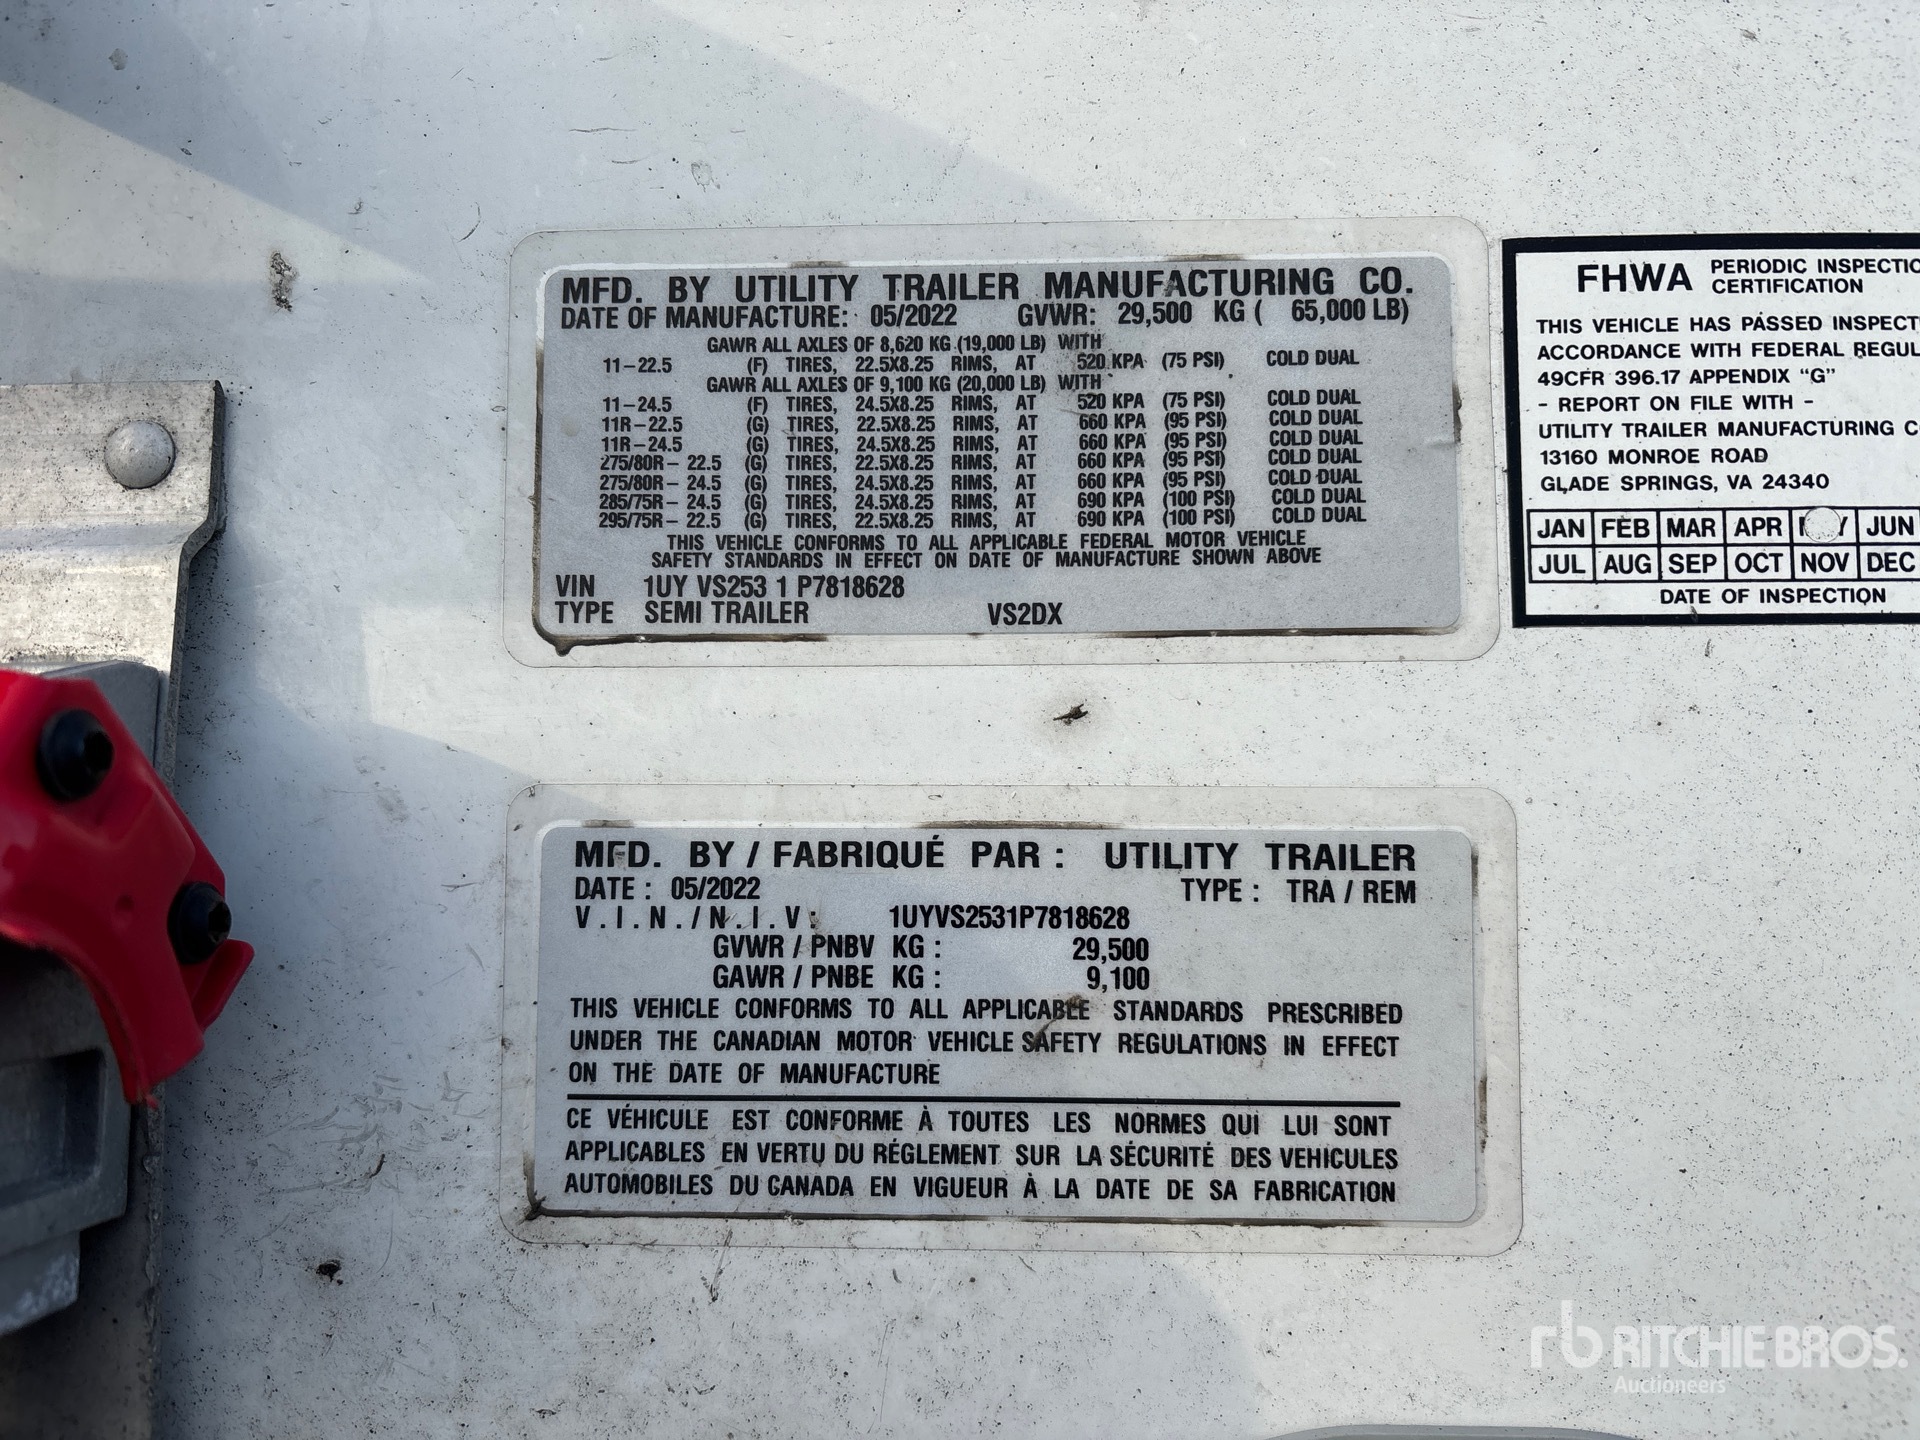 MFD. BY UTILITY TRAILER MANUFACTURING CO.
DATE OF MANUFACTURE: 05/2022 GVWR: 29,500 KG ( 65,000 LB)
GAWR ALL AXLES OF 8,620 KG (19,000 LB) WITH
11-22.5 (F) TIRES, 22.5X8.25 RIMS, AT 520 KPA (75 PSI) COLD DUAL
GAWR ALL AXLES OF 9,100 KG (20,000 LB) WITH
11-24.5 (F) TIRES, 24.5X8.25 RIMS, AT 520 KPA (75 PSI) COLD DUAL
11R-22.5 (G) TIRES, 22.5X8.25 RIMS, AT 660 KPA (95 PSI) COLD DUAL
11R-24.5 (G) TIRES, 24.5X8.25 RIMS, AT 660 KPA (95 PSI) COLD DUAL
275/80R-22.5 (G) TIRES, 22.5X8.25 RIMS, AT 660 KPA (95 PSI) COLD DUAL
275/80R-24.5 (G) TIRES, 24.5X8.25 RIMS, AT 660 KPA (95 PSI) COLD DUAL
285/75R-24.5 (G) TIRES, 24.5X8.25 RIMS, AT 690 KPA (100 PSI) COLD DUAL
295/75R-22.5 (G) TIRES, 22.5X8.25 RIMS, AT 690 KPA (100 PSI) COLD DUAL
THIS VEHICLE CONFORMS TO ALL APPLICABLE FEDERAL MOTOR VEHICLE
SAFETY STANDARDS IN EFFECT ON DATE OF MANUFACTURE SHOWN ABOVE
VIN 1UY VS253 1 P7818628
TYPE SEMI TRAILER VS2DX
FHWA PERIODIC INSPECTIO
CERTIFICATION
THIS VEHICLE HAS PASSED INSPECT
ACCORDANCE WITH FEDERAL REGUL
49CFR 396.17 APPENDIX "G"
- REPORT ON FILE WITH -
UTILITY TRAILER MANUFACTURING C
13160 MONROE ROAD
GLADE SPRINGS, VA 24340
JAN FEB MAR APR JUN
JUL AUG SEP OCT NOV DEC
DATE OF INSPECTION
MFD. BY / FABRIQUÉ PAR : UTILITY TRAILER
DATE : 05/2022 TYPE : TRA / REM
V.I.N./N.I.V: 1UYVS2531P7818628
GVWR / PNBV KG : 29,500
GAWR / PNBE KG : 9,100
THIS VEHICLE CONFORMS TO ALL APPLICABLE STANDARDS PRESCRIBED
UNDER THE CANADIAN MOTOR VEHICLE SAFETY REGULATIONS IN EFFECT
ON THE DATE OF MANUFACTURE
CE VÉHICULE EST CONFORME À TOUTES LES NORMES QUI LUI SONT
APPLICABLES EN VERTU DU RÉGLEMENT SUR LA SÉCURITÉ DES VEHICULES
AUTOMOBILES DU CANADA EN VIGUEUR À LA DATE DE SA FABRICATION
rb RITCHIE BROS.
Auctioneers